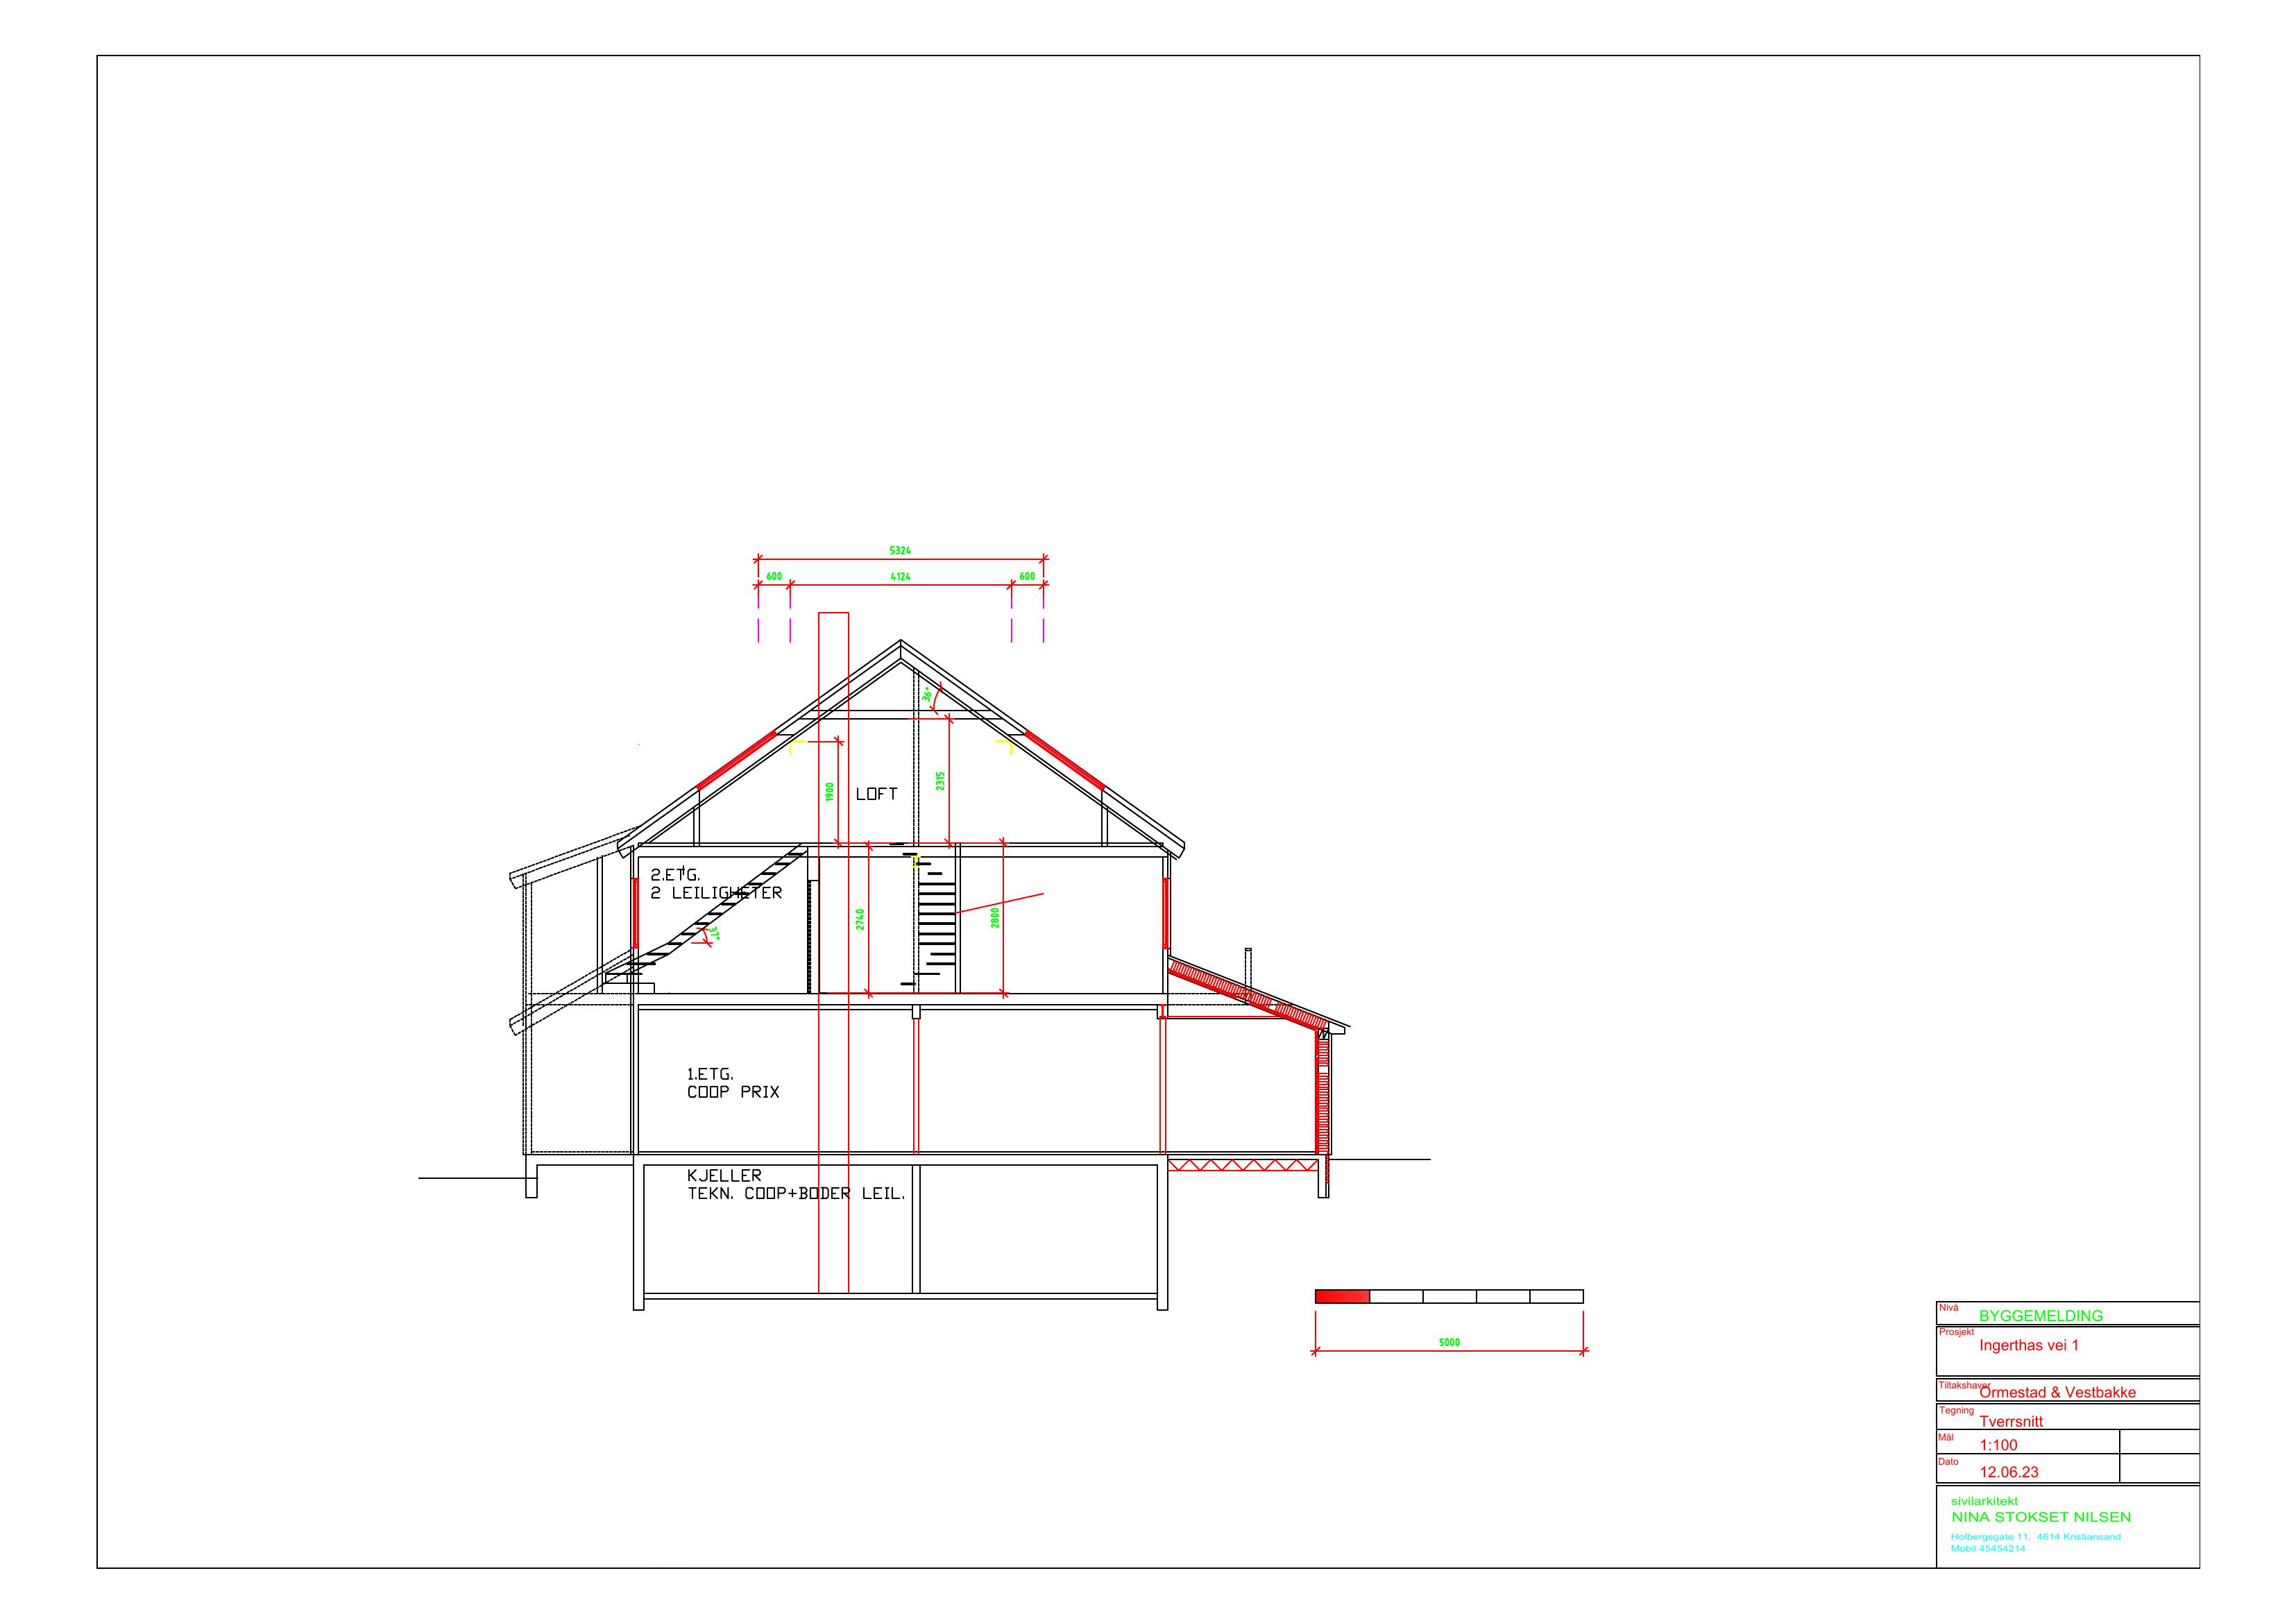 5324
600 4124 600
36°
1900
LOFT
2315
2.ETG.
2 LEILIGHETER
37°
2740
2800
1.ETG.
COOP PRIX
KJELLER
TEKN. COOP+BODER LEIL.
5000
Nivå
BYGGEMELDING
Prosjekt
Ingerthas vei 1
Tiltakshaver
Ormestad & Vestbakke
Tegning
Tverrsnitt
Mål
1:100
Dato
12.06.23
sivilarkitekt
NINA STOKSET NILSEN
Holbergsgate 11, 4614 Kristiansand
Mobil 45454214